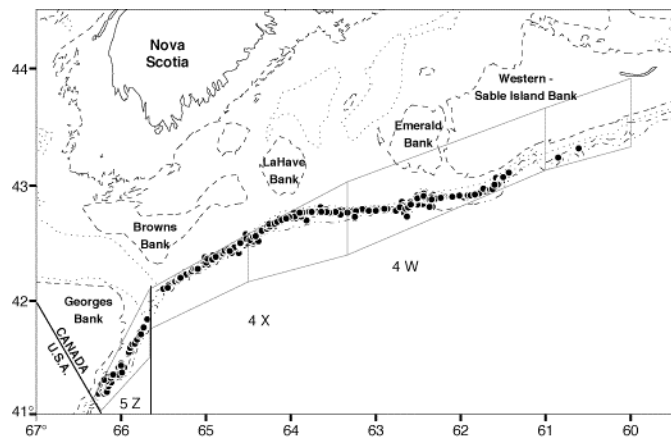 Nova
Scotia
44
Western -
Sable Island Bank
Emerald
Bank
LaHave
Bank
43
Browns
Bank
4 W
42
Georges
Bank
4 X
CANADA
U.S.A.
5 Z
41°
67° 66 65 64 63 62 61 60